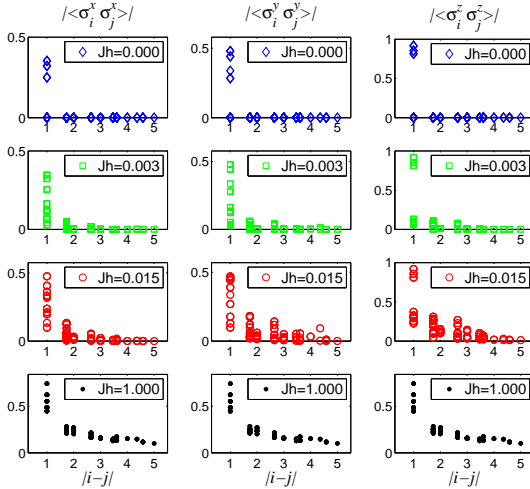 |<σ_i^x σ_j^x>| |<σ_i^y σ_j^y>| |<σ_i^z σ_j^z>|
0.5 Jh=0.000 0.5 Jh=0.000 1 Jh=0.000
0.5
0 0 0
1 2 3 4 5 1 2 3 4 5 1 2 3 4 5
0.5 Jh=0.003 0.5 Jh=0.003 1 Jh=0.003
0.5
0 0 0
1 2 3 4 5 1 2 3 4 5 1 2 3 4 5
0.5 Jh=0.015 0.5 Jh=0.015 1 Jh=0.015
0.5
0 0 0
1 2 3 4 5 1 2 3 4 5 1 2 3 4 5
Jh=1.000 Jh=1.000 Jh=1.000
0.5 0.5 0.5
0 0 0
1 2 3 4 5 1 2 3 4 5 1 2 3 4 5
|i−j| |i−j| |i−j|